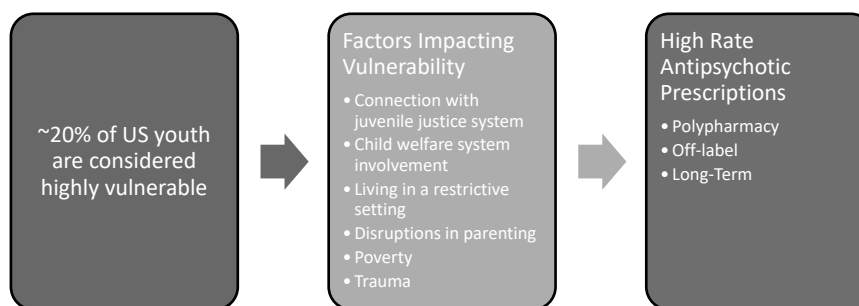 ~20% of US youth
are considered
highly vulnerable
Factors Impacting
Vulnerability
• Connection with
juvenile justice system
• Child welfare system
involvement
• Living in a restrictive
setting
• Disruptions in parenting
• Poverty
• Trauma
High Rate
Antipsychotic
Prescriptions
• Polypharmacy
• Off-label
• Long-Term